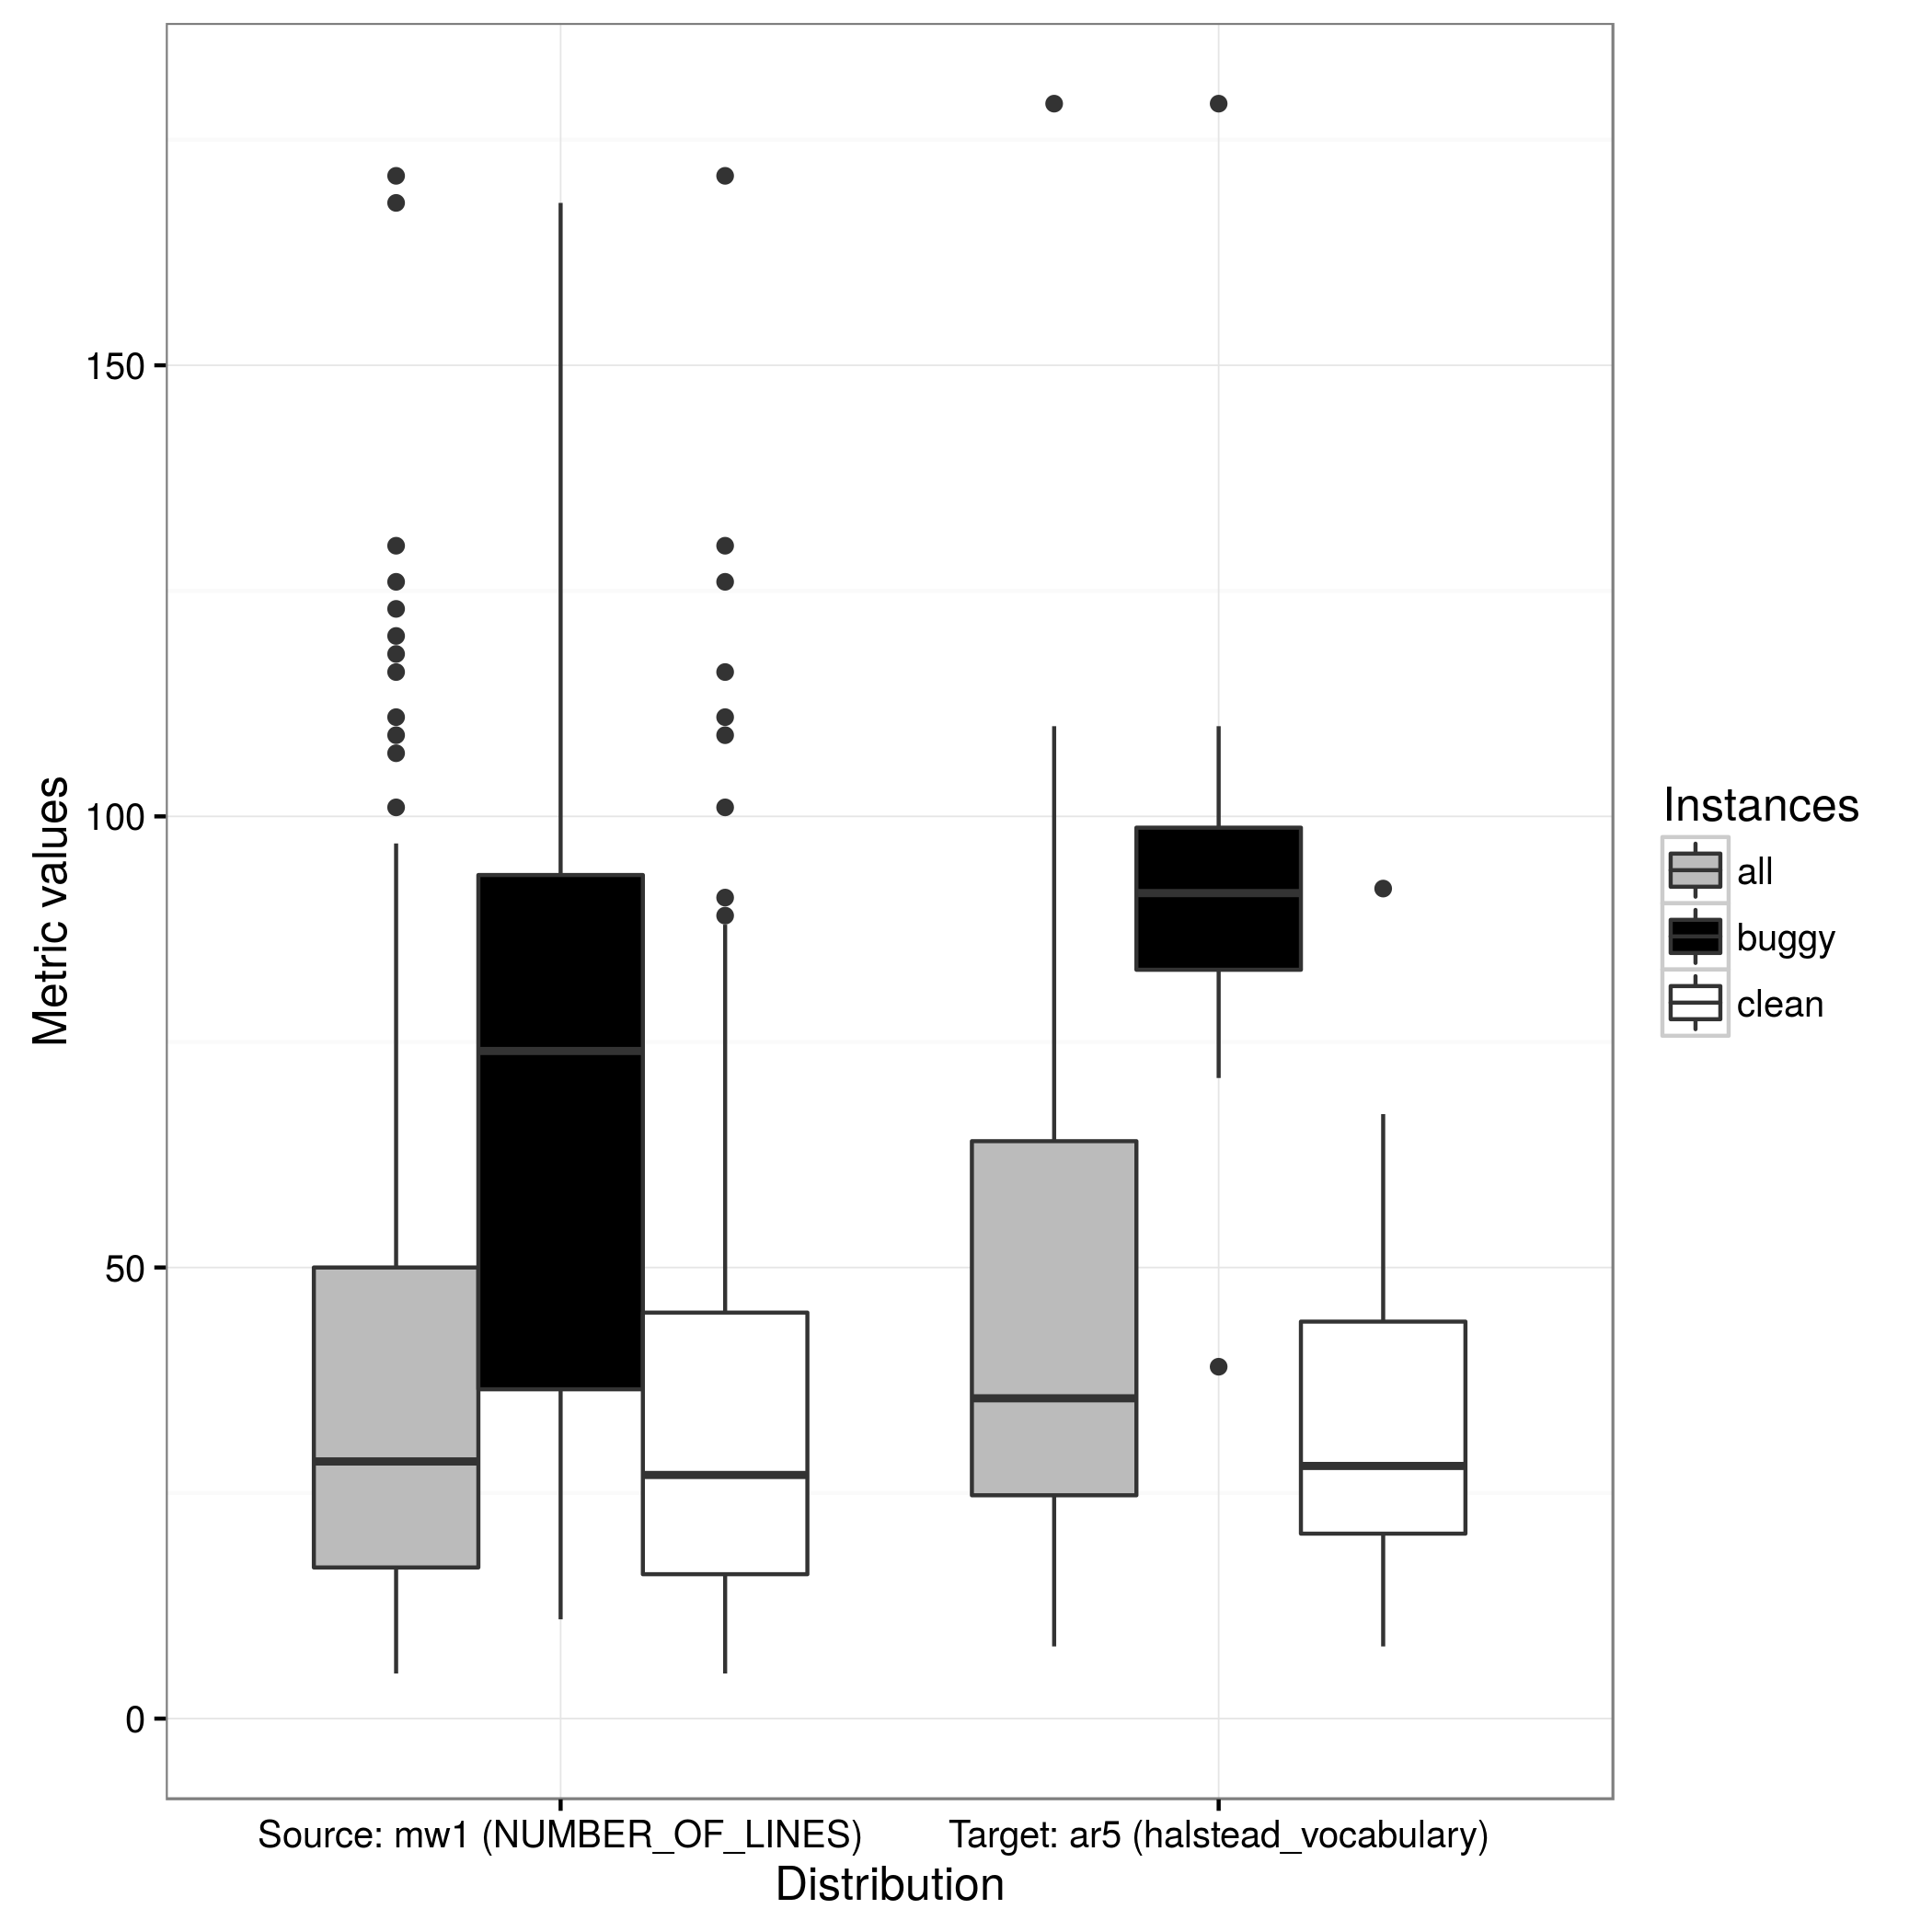 150
100
50
0
Metric values
Source: mw1 (NUMBER_OF_LINES)
Target: ar5 (halstead_vocabulary)
Distribution
Instances
all
buggy
clean